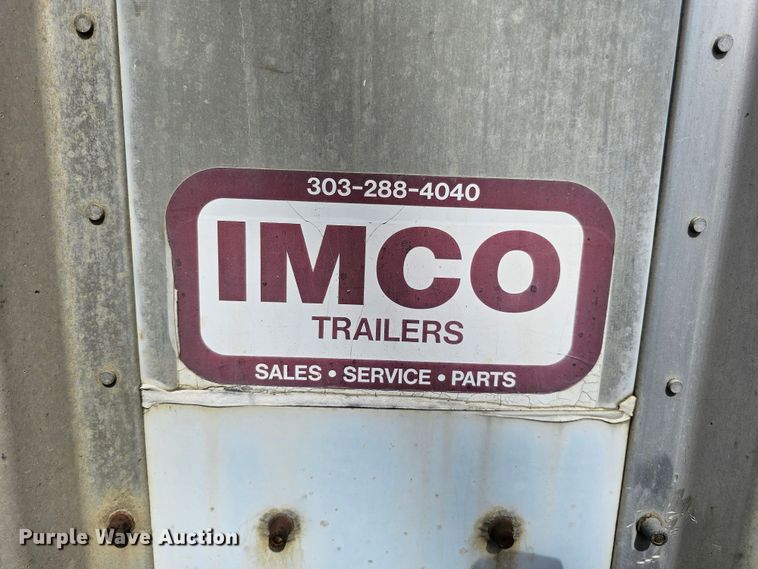 303-288-4040
IMCO
TRAILERS
SALES • SERVICE • PARTS
Purple Wave Auction